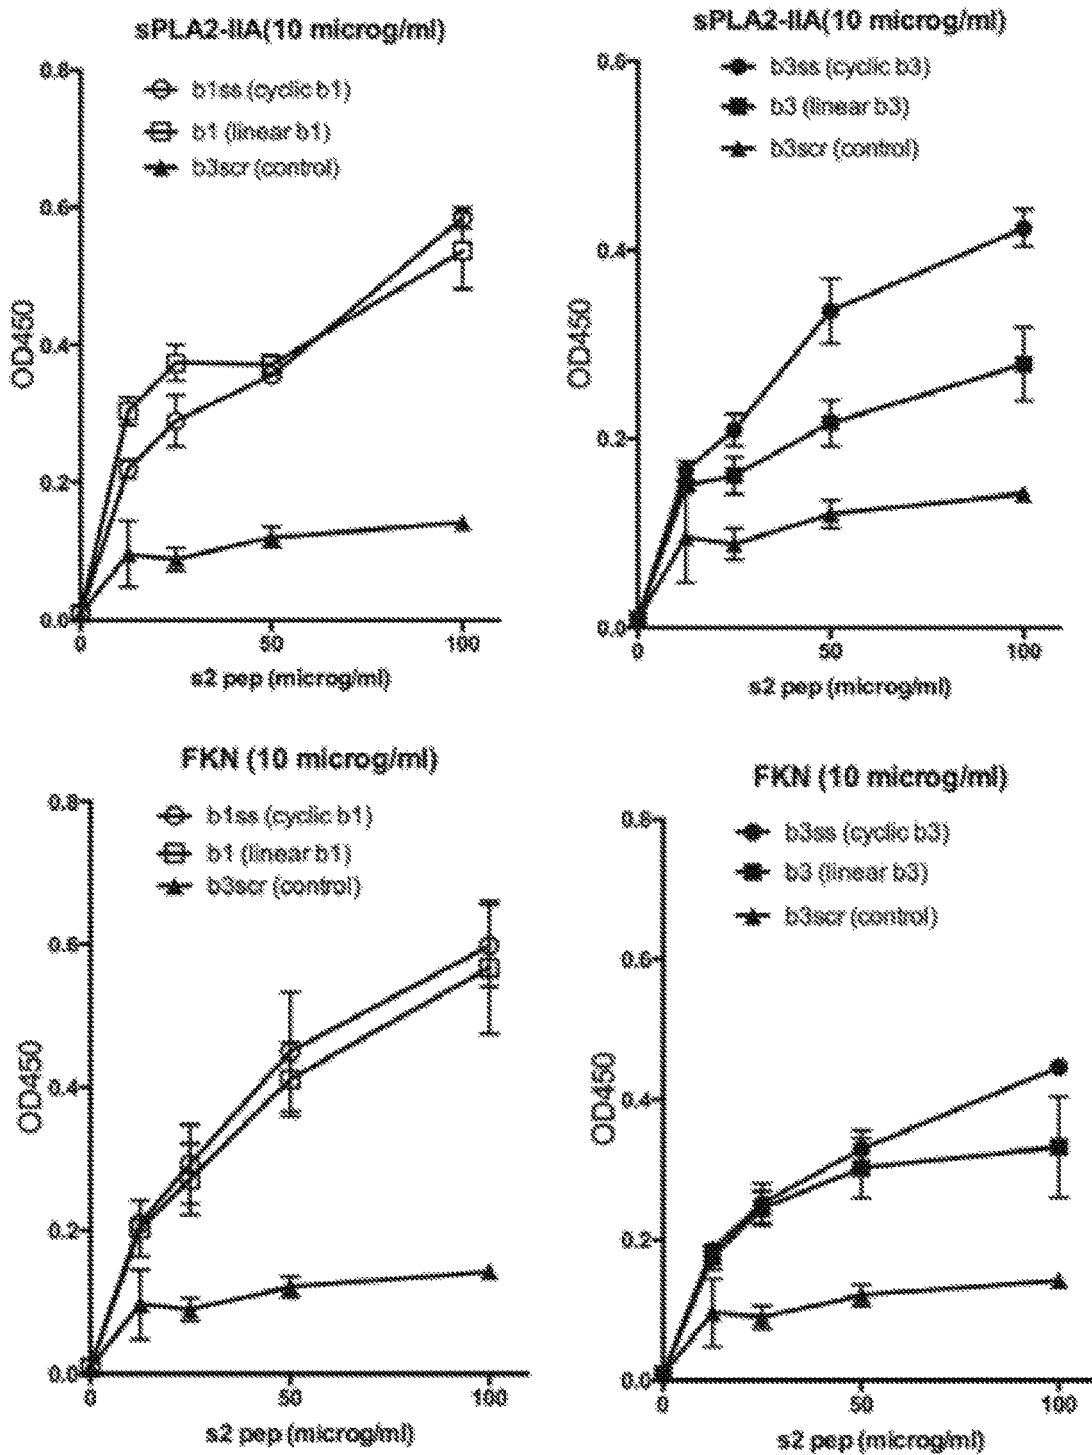 sPLA2-IIA(10 microg/ml)
b1ss (cyclic b1)
b1 (linear b1)
b3scr (control)
0.8
0.6
0.4
0.2
0.0
OD450
0
50
100
s2 pep (microg/ml)
sPLA2-IIA(10 microg/ml)
b3ss (cyclic b3)
b3 (linear b3)
b3scr (control)
0.6
0.4
0.2
0.0
OD450
0
50
100
s2 pep (microg/ml)
FKN (10 microg/ml)
b1ss (cyclic b1)
b1 (linear b1)
b3scr (control)
0.8
0.6
0.4
0.2
0.0
OD450
0
50
100
s2 pep (microg/ml)
FKN (10 microg/ml)
b3ss (cyclic b3)
b3 (linear b3)
b3scr (control)
0.8
0.6
0.4
0.2
0.0
OD450
0
50
100
s2 pep (microg/ml)